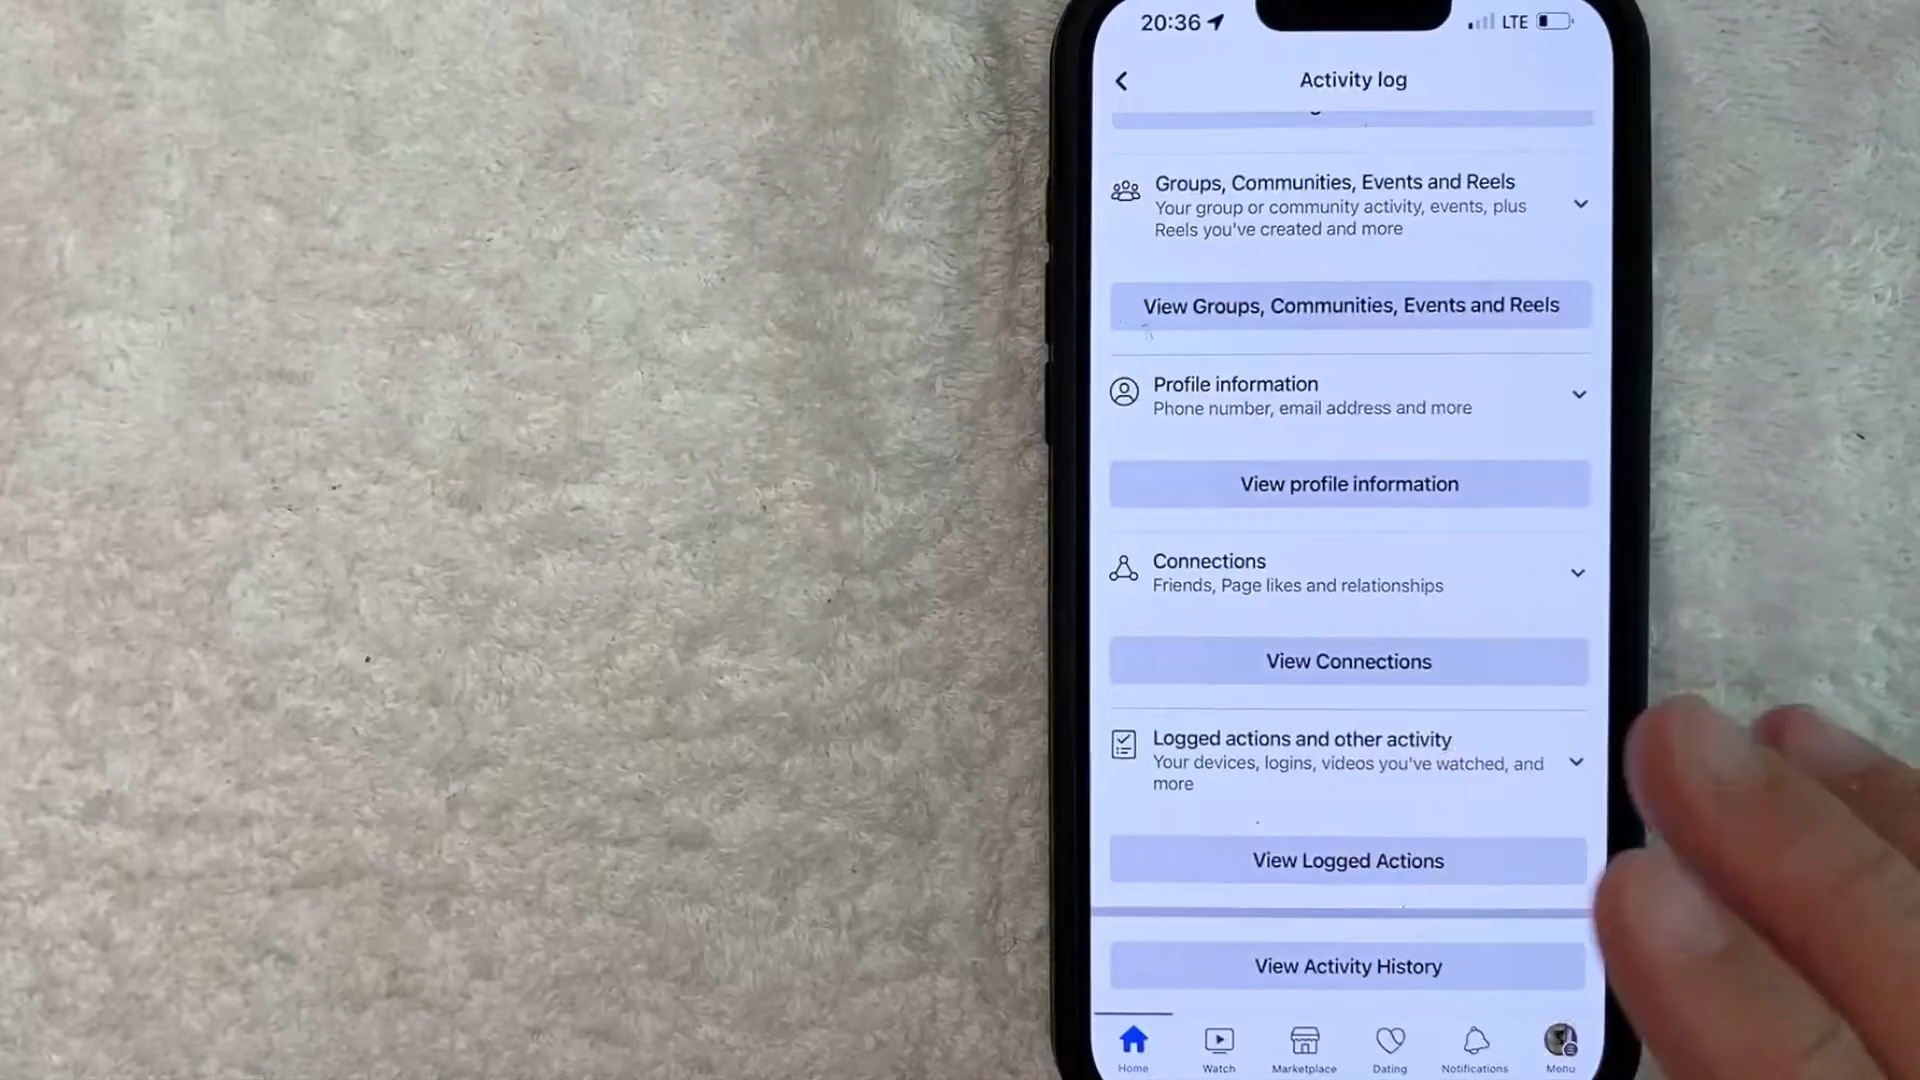 20:36
LTE
Activity log
Groups, Communities, Events and Reels
Your group or community activity, events, plus
Reels you've created and more
View Groups, Communities, Events and Reels
Profile information
Phone number, email address and more
View profile information
Connections
Friends, Page likes and relationships
View Connections
Logged actions and other activity
Your devices, logins, videos you've watched, and
more
View Logged Actions
View Activity History
Home
Watch
Marketplace
Dating
Notifications
Menu